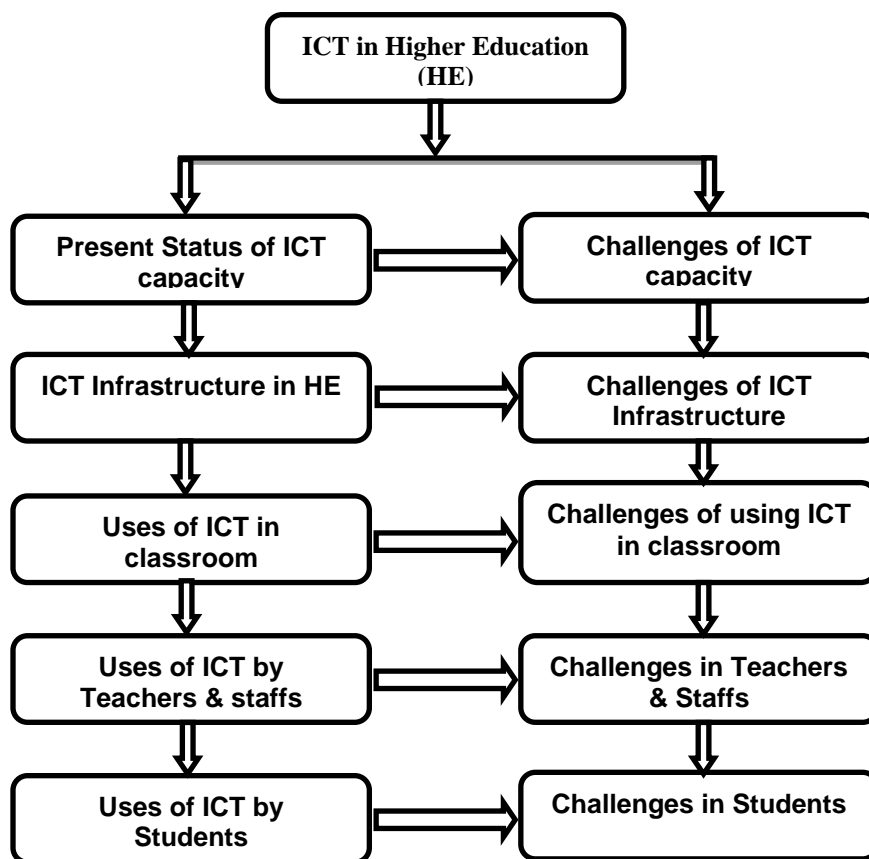 ICT in Higher Education
(HE)
Present Status of ICT
capacity
Challenges of ICT
capacity
ICT Infrastructure in HE
Challenges of ICT
Infrastructure
Uses of ICT in
classroom
Challenges of using ICT
in classroom
Uses of ICT by
Teachers & staffs
Challenges in Teachers
& Staffs
Uses of ICT by
Students
Challenges in Students